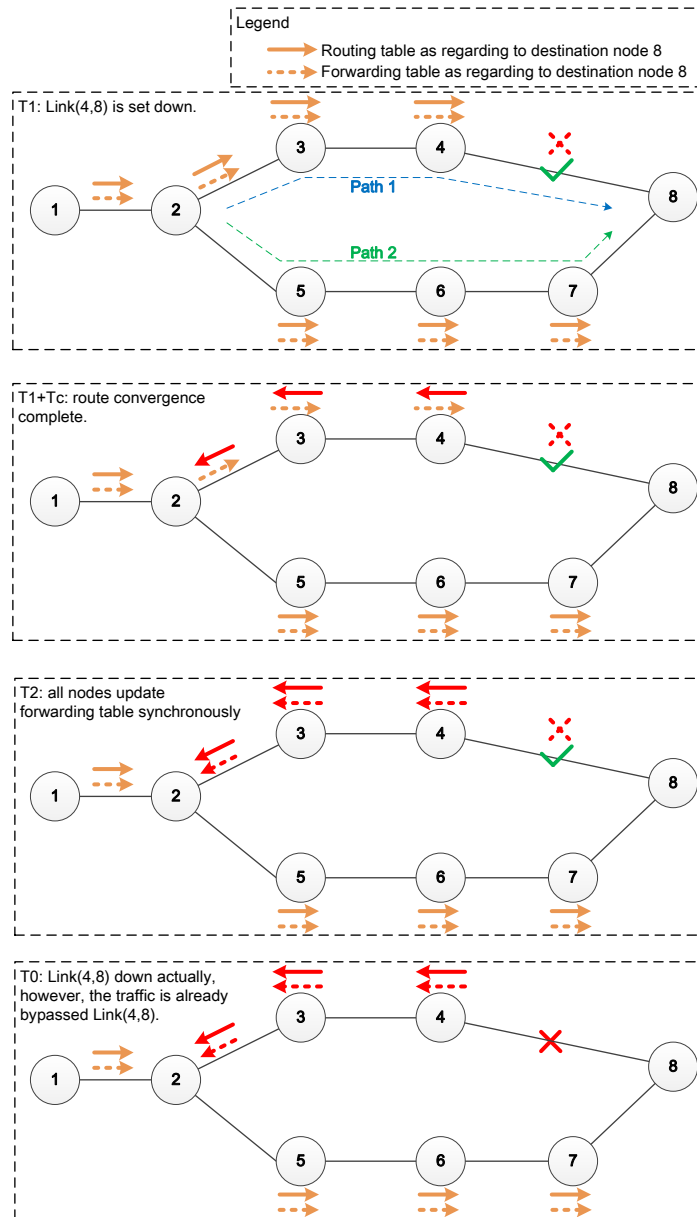 Legend
Routing table as regarding to destination node 8
Forwarding table as regarding to destination node 8
T1: Link(4,8) is set down.
3
4
1
2
8
Path 1
Path 2
5
6
7
T1+Tc: route convergence
complete.
3
4
1
2
8
5
6
7
T2: all nodes update
forwarding table synchronously
3
4
1
2
8
5
6
7
T0: Link(4,8) down actually,
however, the traffic is already
bypassed Link(4,8).
3
4
1
2
8
5
6
7